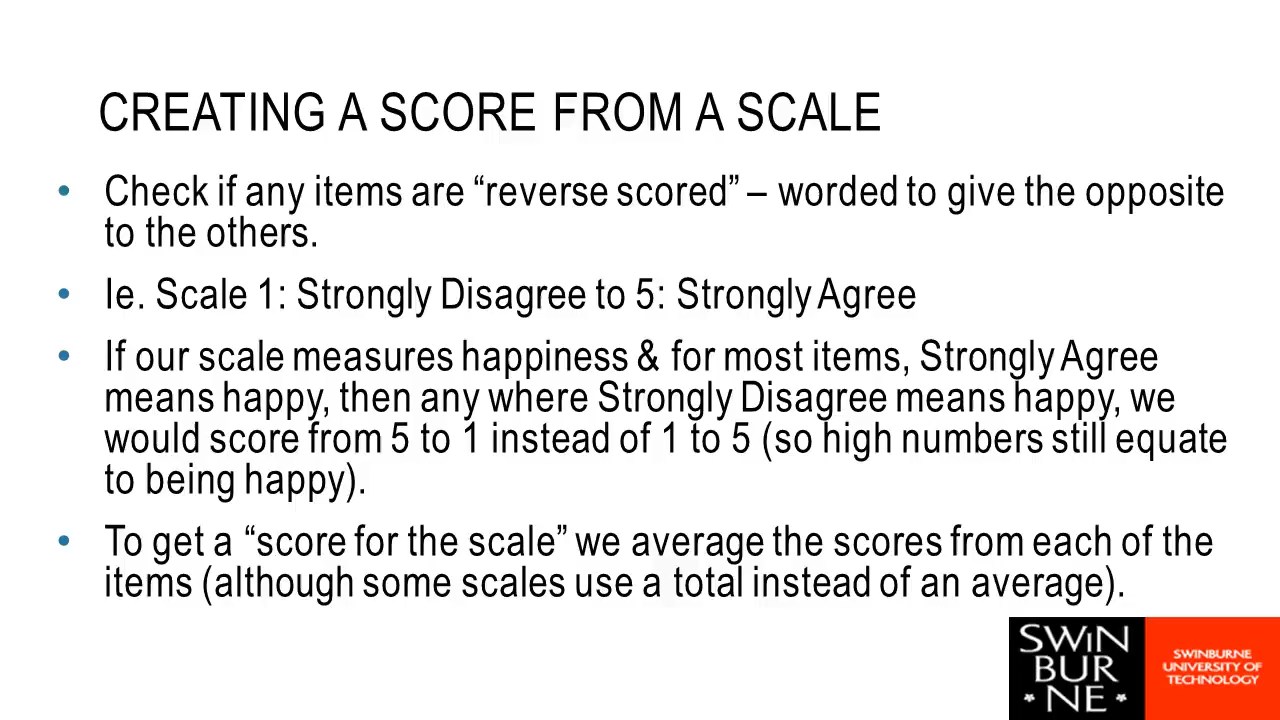 CREATING A SCORE FROM A SCALE
• Check if any items are “reverse scored” – worded to give the opposite
to the others.
• Ie. Scale 1: Strongly Disagree to 5: Strongly Agree
• If our scale measures happiness & for most items, Strongly Agree
means happy, then any where Strongly Disagree means happy, we
would score from 5 to 1 instead of 1 to 5 (so high numbers still equate
to being happy).
• To get a “score for the scale” we average the scores from each of the
items (although some scales use a total instead of an average).
SWIN
BUR
NE
SWINBURNE
UNIVERSITY OF
TECHNOLOGY